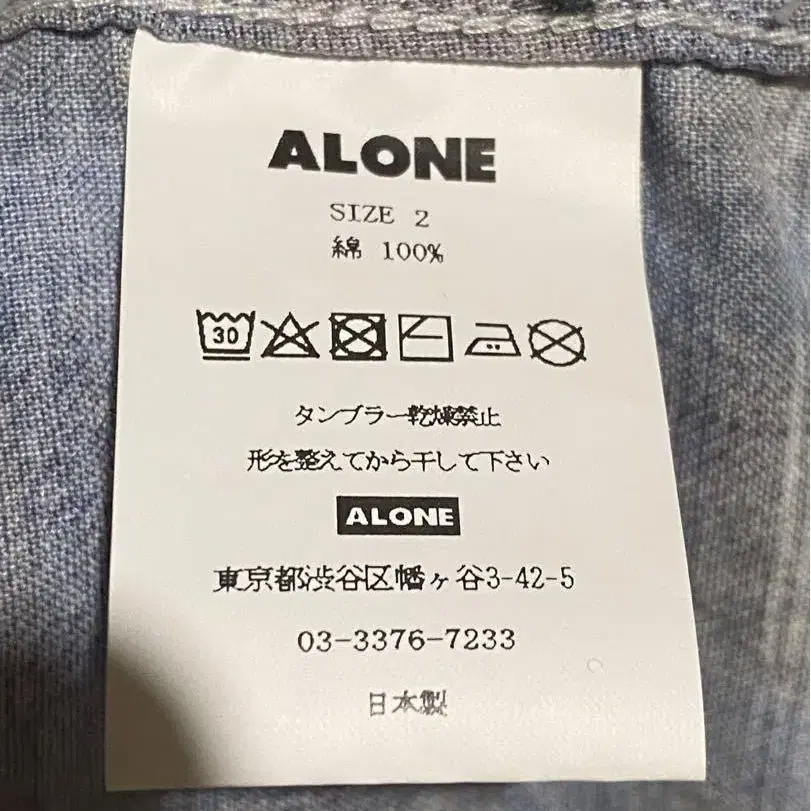 ALONE
SIZE 2
綿 100%
30
タンブラー乾燥禁止
形を整えてから干して下さい
ALONE
東京都渋谷区幡ヶ谷3-42-5
03-3376-7233
日本製